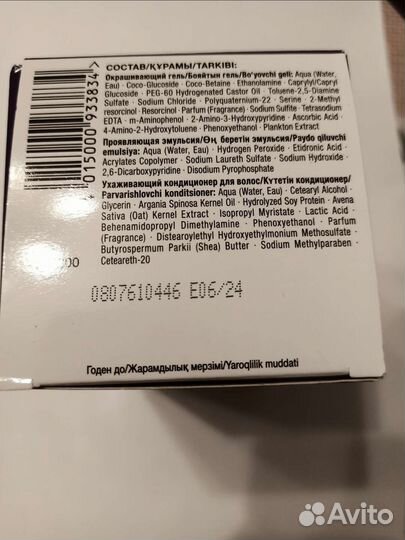 СОСТАВ/ҚҰРАМЫ/TARKIBI:
Окрашивающий гель/Бояйтын гель/Bo'yovchi geli: Aqua (Water,
Eau) · Coco-Glucoside · Coco-Betaine · Ethanolamine · Caprylyl/Capryl
Glucoside · PEG-60 Hydrogenated Castor Oil · Toluene-2,5-Diamine
Sulfate · Sodium Chloride · Polyquaternium-22 · Serine · 2-Methyl
resorcinol · Resorcinol · Parfum (Fragrance) · Sodium Sulfite · Tetrasodium
EDTA · m-Aminophenol · 2-Amino-3-Hydroxypyridine · Ascorbic Acid ·
4-Amino-2-Hydroxytoluene · Phenoxyethanol · Plankton Extract
Проявляющая эмульсия/Өң беретін эмульсия/Paydo qiluvchi
emulsiya: Aqua (Water, Eau) · Hydrogen Peroxide · Etidronic Acid ·
Acrylates Copolymer · Sodium Laureth Sulfate · Sodium Hydroxide ·
2,6-Dicarboxypyridine · Disodium Pyrophosphate
Ухаживающий кондиционер для волос/Күтетін кондиционер/
Parvarishlovchi konditsioner: Aqua (Water, Eau) · Cetearyl Alcohol ·
Glycerin · Argania Spinosa Kernel Oil · Hydrolyzed Soy Protein · Avena
Sativa (Oat) Kernel Extract · Isopropyl Myristate · Lactic Acid ·
Behenamidopropyl Dimethylamine · Phenoxyethanol · Parfum
(Fragrance) · Distearoylethyl Hydroxyethylmonium Methosulfate ·
Butyrospermum Parkii (Shea) Butter · Sodium Methylparaben ·
Ceteareth-20
4 015000 933834 >
00
0807610446 E06/24
Годен до/Жарамдылық мерзімі/Yaroqlilik muddati
Avito